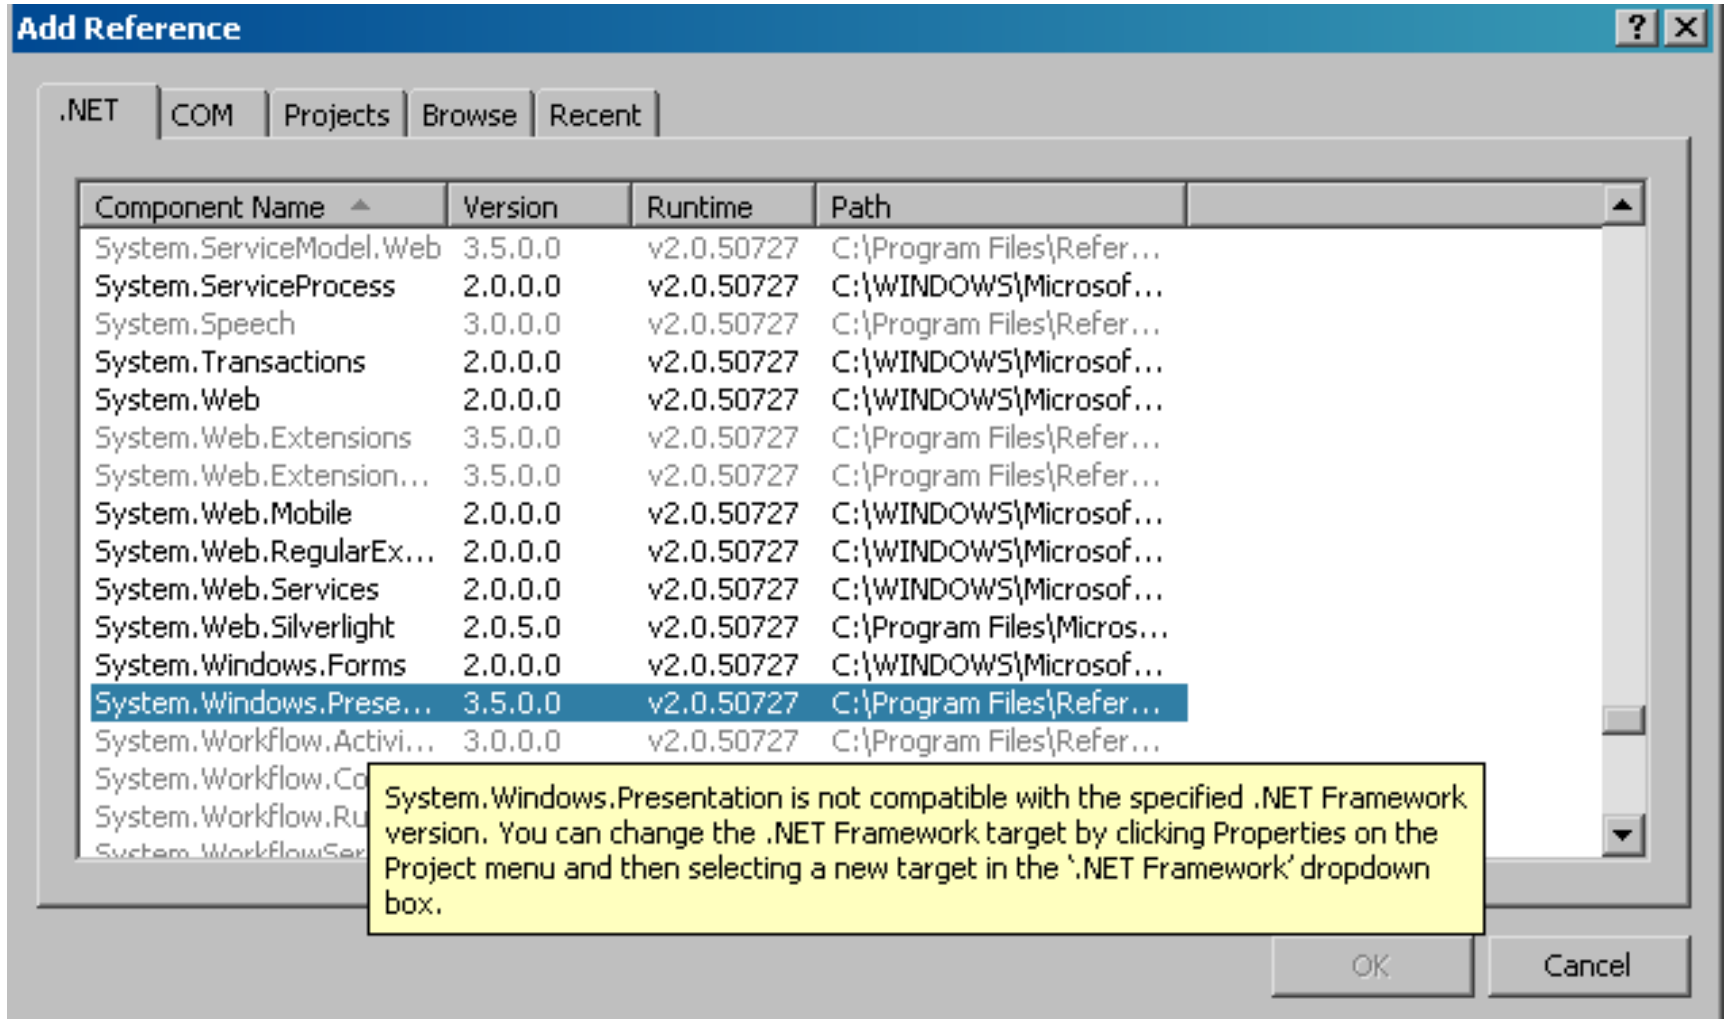 Add Reference
.NET COM Projects Browse Recent
Component Name Version Runtime Path
System.ServiceModel.Web 3.5.0.0 v2.0.50727 C:\Program Files\Refer...
System.ServiceProcess 2.0.0.0 v2.0.50727 C:\WINDOWS\Microsof...
System.Speech 3.0.0.0 v2.0.50727 C:\Program Files\Refer...
System.Transactions 2.0.0.0 v2.0.50727 C:\WINDOWS\Microsof...
System.Web 2.0.0.0 v2.0.50727 C:\WINDOWS\Microsof...
System.Web.Extensions 3.5.0.0 v2.0.50727 C:\Program Files\Refer...
System.Web.Extension... 3.5.0.0 v2.0.50727 C:\Program Files\Refer...
System.Web.Mobile 2.0.0.0 v2.0.50727 C:\WINDOWS\Microsof...
System.Web.RegularEx... 2.0.0.0 v2.0.50727 C:\WINDOWS\Microsof...
System.Web.Services 2.0.0.0 v2.0.50727 C:\WINDOWS\Microsof...
System.Web.Silverlight 2.0.5.0 v2.0.50727 C:\Program Files\Micros...
System.Windows.Forms 2.0.0.0 v2.0.50727 C:\WINDOWS\Microsof...
System.Windows.Prese... 3.5.0.0 v2.0.50727 C:\Program Files\Refer...
System.Workflow.Activi... 3.0.0.0 v2.0.50727 C:\Program Files\Refer...
System.Workflow.Co
System.Workflow.Ru
System.WorkflowSer
System.Windows.Presentation is not compatible with the specified .NET Framework
version. You can change the .NET Framework target by clicking Properties on the
Project menu and then selecting a new target in the '.NET Framework' dropdown
box.
OK Cancel